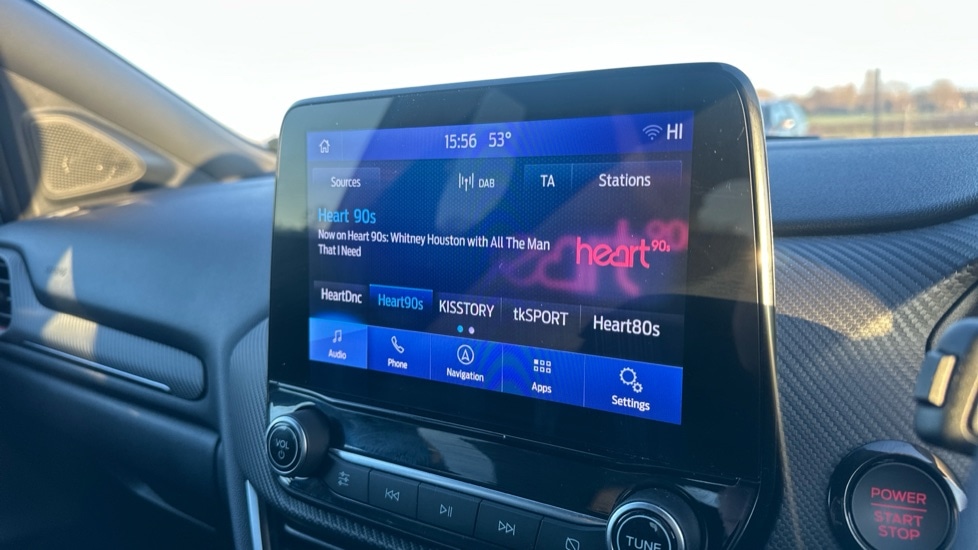 15:56 53° HI
Sources DAB TA Stations
Heart 90s
Now on Heart 90s: Whitney Houston with All The Man
That I Need
heart 90s
HeartDnc Heart90s KISSTORY tkSPORT Heart80s
Audio Phone Navigation Apps Settings
VOL
TUNE
POWER
START
STOP